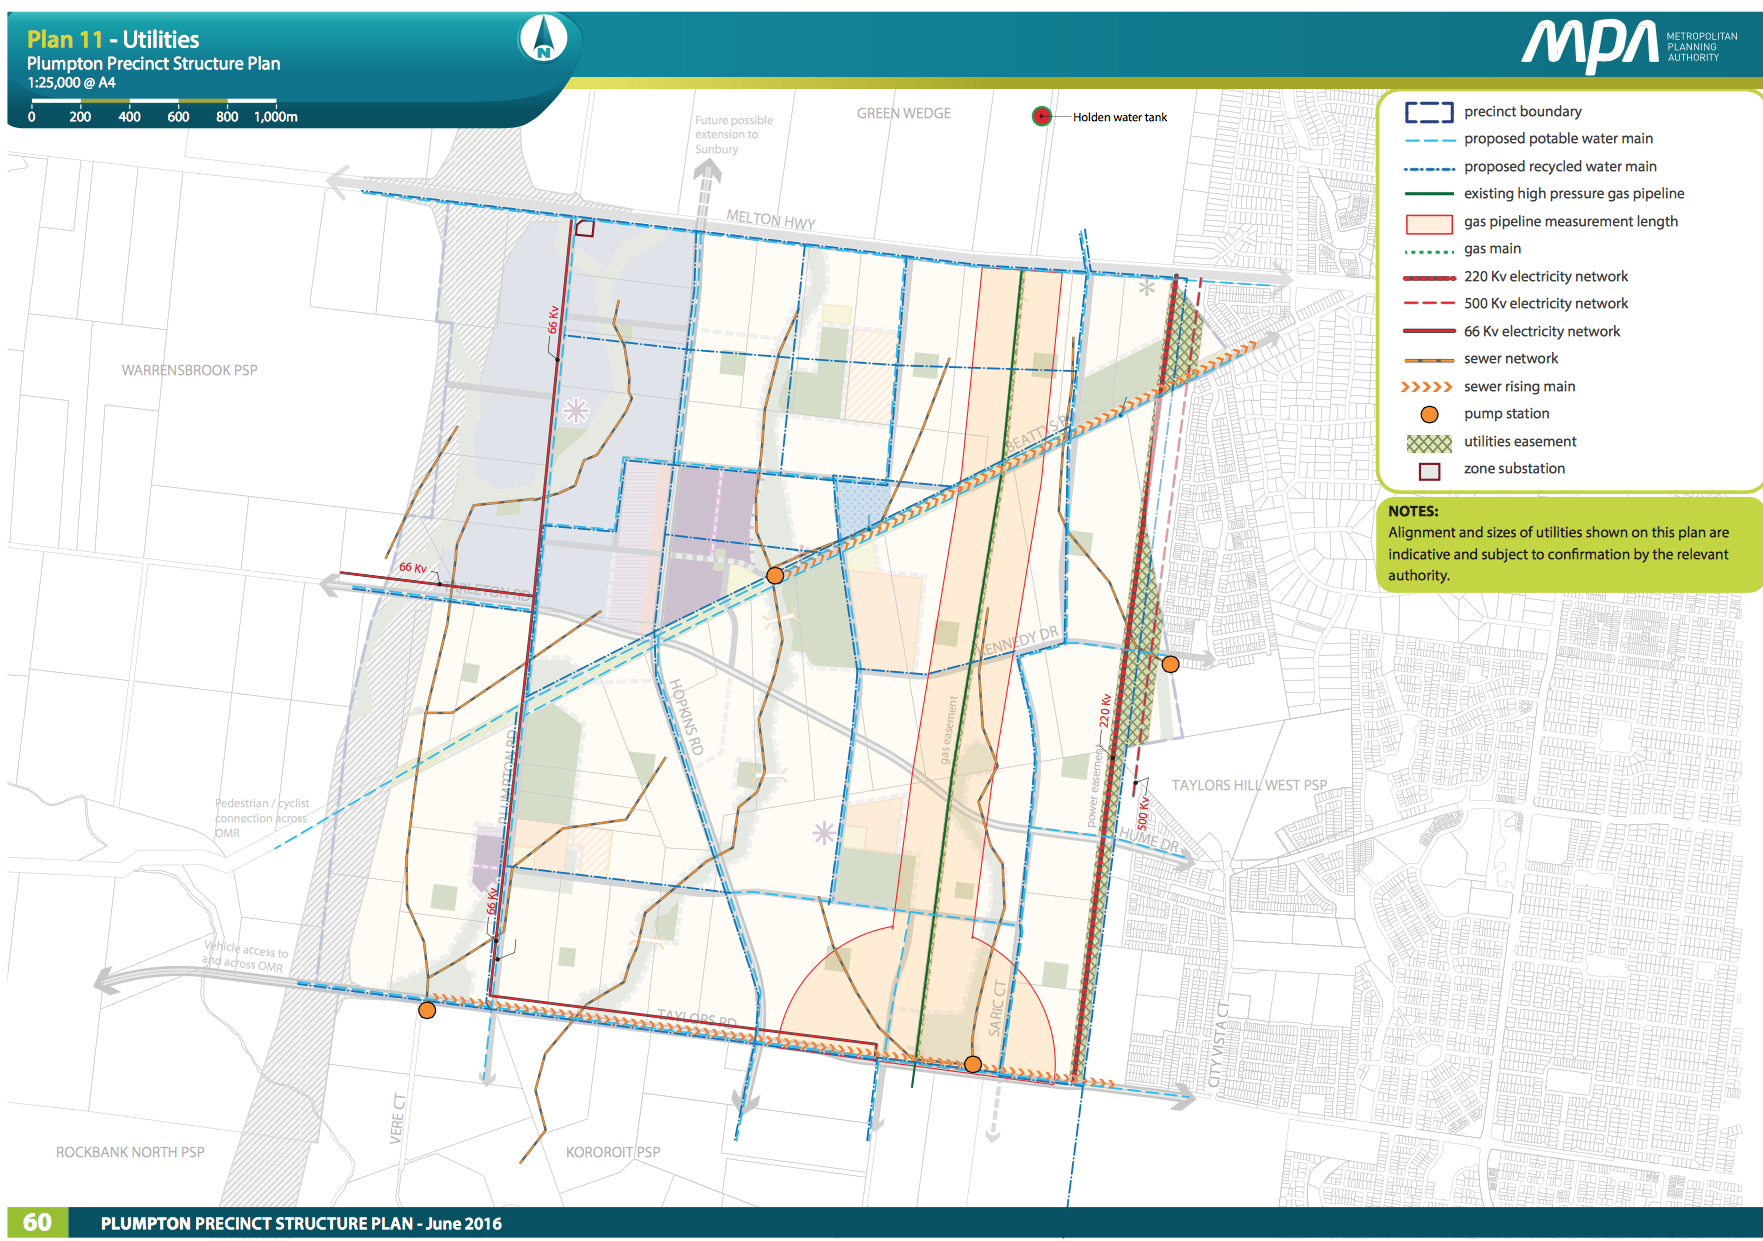 Plan 11 - Utilities
Plumpton Precinct Structure Plan
1:25,000 @ A4
0 200 400 600 800 1,000m
N
MPA
METROPOLITAN
PLANNING
AUTHORITY
precinct boundary
proposed potable water main
proposed recycled water main
existing high pressure gas pipeline
gas pipeline measurement length
gas main
220 Kv electricity network
500 Kv electricity network
66 Kv electricity network
sewer network
sewer rising main
pump station
utilities easement
zone substation
NOTES:
Alignment and sizes of utilities shown on this plan are
indicative and subject to confirmation by the relevant
authority.
Future possible
extension to
Sunbury
GREEN WEDGE
Holden water tank
MELTON HWY
66 Kv
WARRENSBROOK PSP
BEATTYS R
66 Kv
TARLETON RD
KENNEDY DR
HOPKINS RD
gas easement
220 Kv
PLUMPTON RD
power easement
TAYLORS HILL WEST PSP
Pedestrian / cyclist
connection across
OMR
500 Kv
HUME DR
66 Kv
Vehicle access to
and across OMR
TAYLORS RD
SARIC CT
CITY VISTA CT
VERE CT
ROCKBANK NORTH PSP
KOROROIT PSP
60 PLUMPTON PRECINCT STRUCTURE PLAN - June 2016